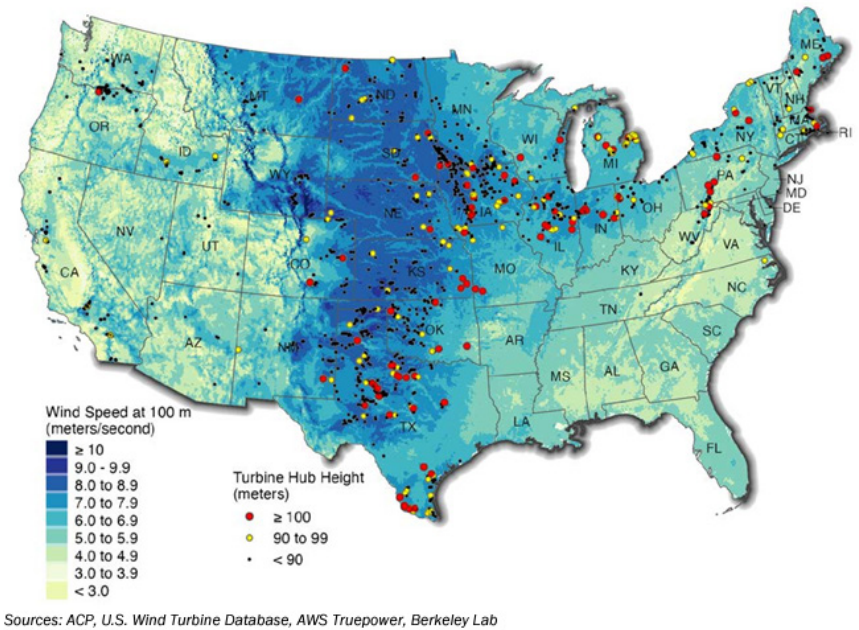 WA
ME
MT
ND
VT
MN
NH
OR
MA
WI
NY
CT
RI
ID
SD
MI
WY
PA
NJ
IA
MD
NE
OH
DE
NV
UT
IL
IN
WV
CO
VA
CA
KS
MO
KY
NC
TN
OK
AZ
NM
AR
SC
MS
AL
GA
TX
LA
FL
Wind Speed at 100 m
(meters/second)
≥ 10
9.0 - 9.9
8.0 to 8.9
7.0 to 7.9
6.0 to 6.9
5.0 to 5.9
4.0 to 4.9
3.0 to 3.9
< 3.0
Turbine Hub Height
(meters)
≥ 100
90 to 99
< 90
Sources: ACP, U.S. Wind Turbine Database, AWS Truepower, Berkeley Lab